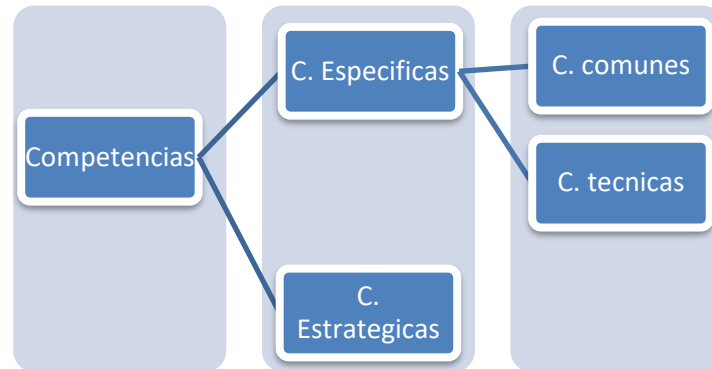 Competencias
C. Especificas
C.
Estrategicas
C. comunes
C. tecnicas